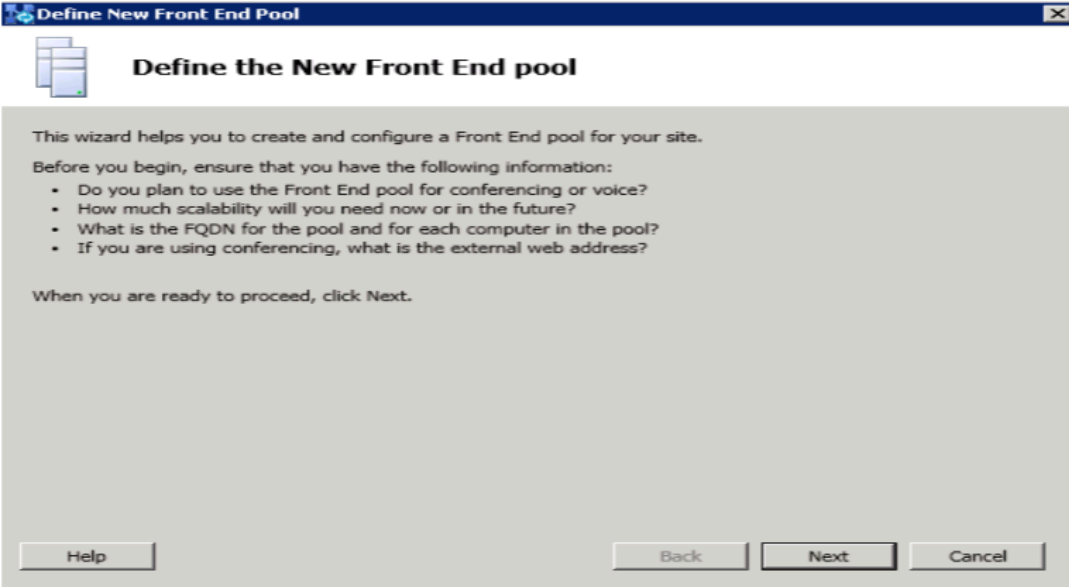 Define New Front End Pool
Define the New Front End pool
This wizard helps you to create and configure a Front End pool for your site.
Before you begin, ensure that you have the following information:
• Do you plan to use the Front End pool for conferencing or voice?
• How much scalability will you need now or in the future?
• What is the FQDN for the pool and for each computer in the pool?
• If you are using conferencing, what is the external web address?
When you are ready to proceed, click Next.
Help Back Next Cancel